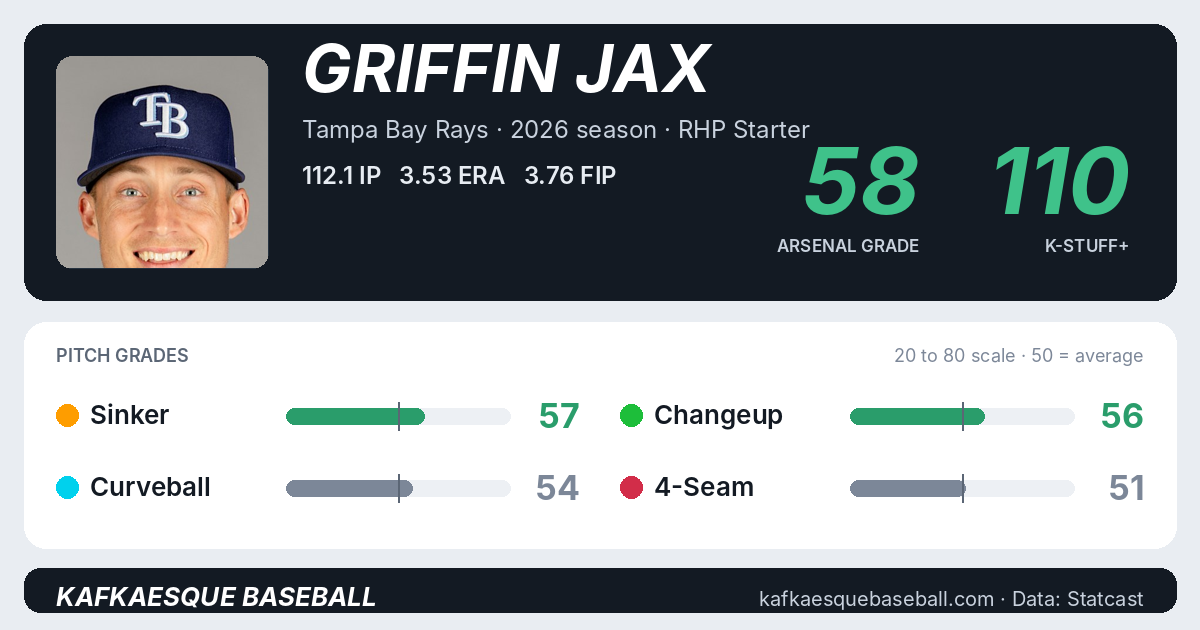 GRIFFIN JAX
Tampa Bay Rays · 2026 season · RHP Starter
112.1 IP 3.53 ERA 3.76 FIP
58 110
ARSENAL GRADE K-STUFF+
TB
PITCH GRADES 20 to 80 scale · 50 = average
Sinker 57 Changeup 56
Curveball 54 4-Seam 51
KAFKAESQUE BASEBALL kafkaesquebaseball.com · Data: Statcast